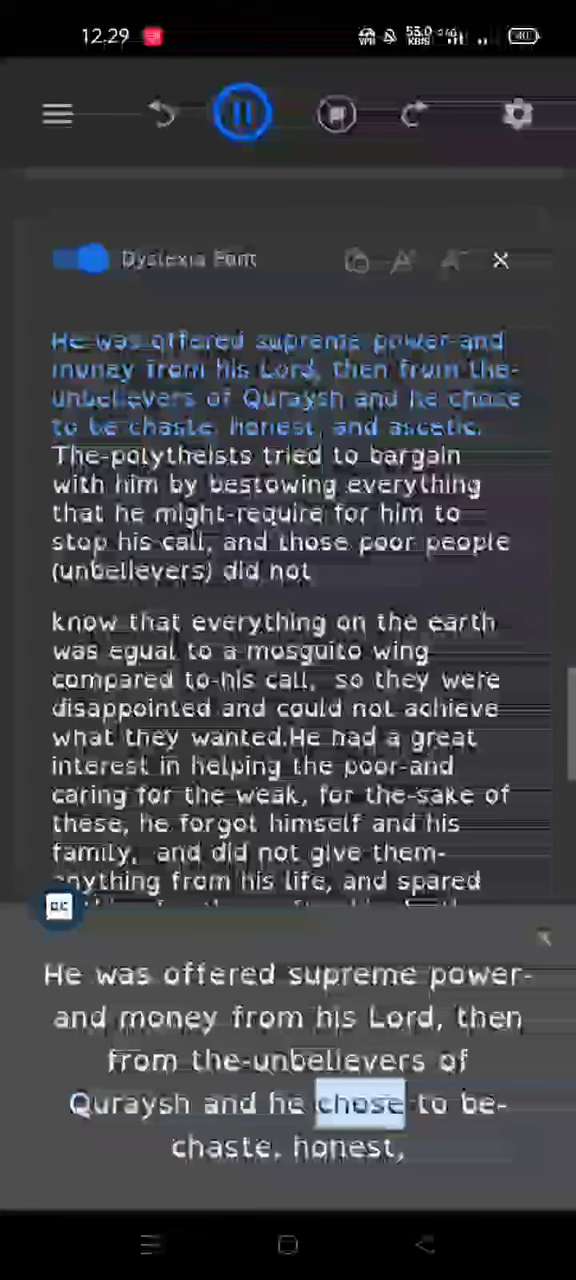 12.29
55.0
KB/S
40
Dyslexia Font
He was offered supreme power-and
money from his Lord, then from the-
unbelievers of Quraysh and he chose
to be chaste, honest, and ascetic.
The-polytheists tried to bargain
with him by bestowing everything
that he might-require for him to
stop his call, and those poor people
(unbelievers) did not
know that everything on the earth
was equal to a mosquito wing
compared to-his call, so they were
disappointed and could not achieve
what they wanted.He had a great
interest in helping the poor-and
caring for the weak, for the-sake of
these, he forgot himself and his
family, and did not give them-
anything from his life, and spared
He was offered supreme power-
and money from his Lord, then
from the-unbelievers of
Quraysh and he chose to be-
chaste, honest,